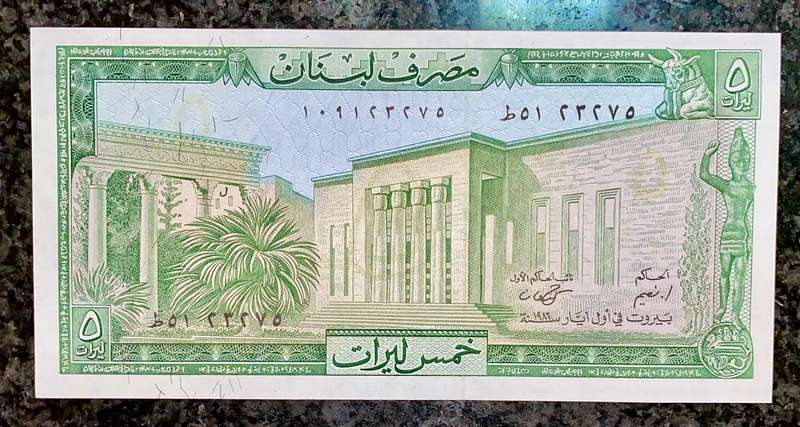 مصرف لبنان
٥
ليرات
١٠٩١٢٣٢٧٥
ط٥١ ٢٣٢٧٥
الحاكم
نائب الحاكم الأول
بيروت في أول أيار سنة ١٩٨٦
ط٥١ ٢٣٢٧٥
٥
ليرات
خمس ليرات